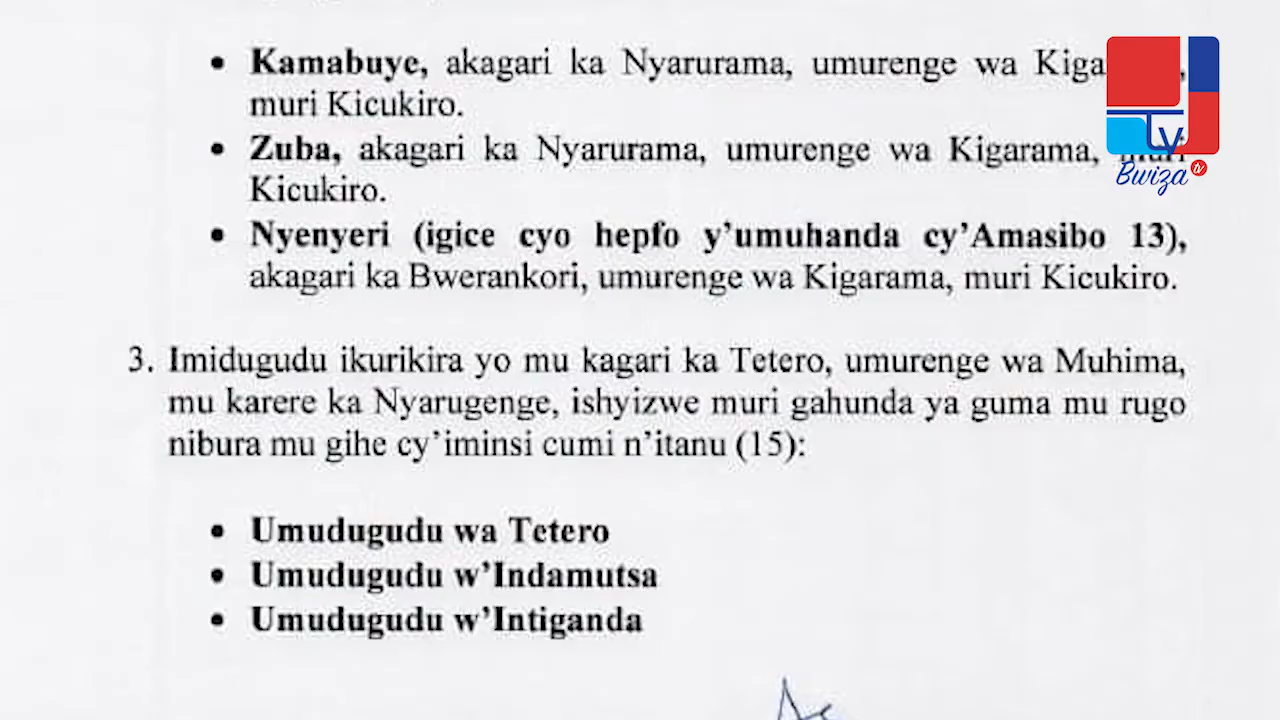 • Kamabuye, akagari ka Nyarurama, umurenge wa Kiga
muri Kicukiro.
• Zuba, akagari ka Nyarurama, umurenge wa Kigarama, muri
Kicukiro.
• Nyenyeri (igice cyo hepfo y’umuhanda cy’Amasibo 13),
akagari ka Bwerankori, umurenge wa Kigarama, muri Kicukiro.
3. Imidugudu ikurikira yo mu kagari ka Tetero, umurenge wa Muhima,
mu karere ka Nyarugenge, ishyizwe muri gahunda ya guma mu rugo
nibura mu gihe cy’iminsi cumi n’itanu (15):
• Umudugudu wa Tetero
• Umudugudu w’Indamutsa
• Umudugudu w’Intiganda
TV
Bwiza tv